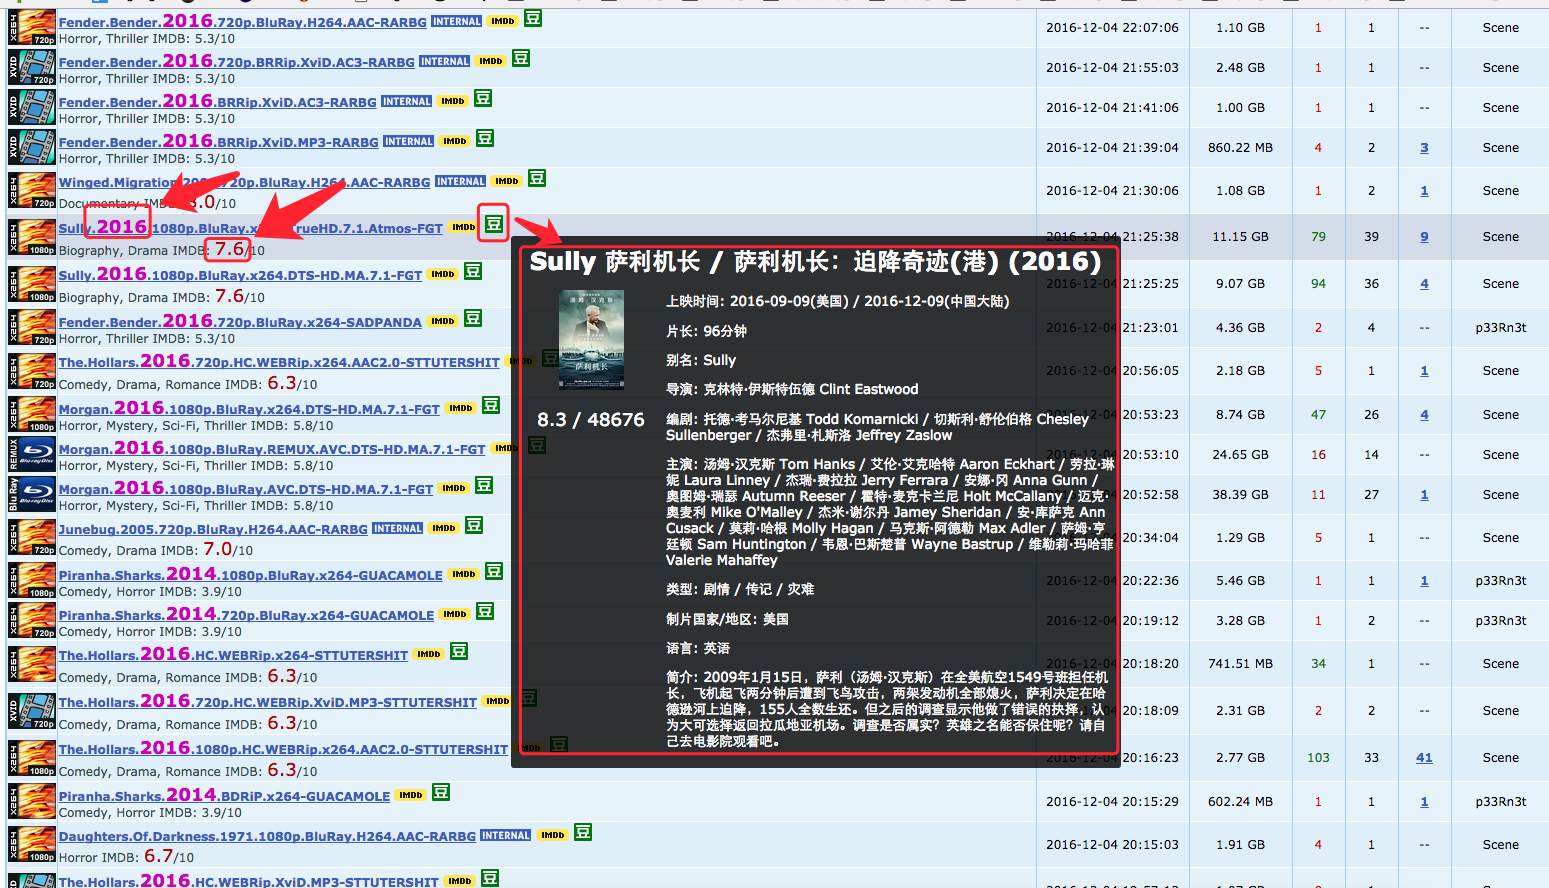 Fender.Bender.2016.720p.BluRay.H264.AAC-RARBG INTERNAL IMDb 豆 2016-12-04 22:07:06 1.10 GB 1 1 -- Scene
Horror, Thriller IMDB: 5.3/10
Fender.Bender.2016.720p.BRRip.XviD.AC3-RARBG INTERNAL IMDb 豆 2016-12-04 21:55:03 2.48 GB 1 1 -- Scene
Horror, Thriller IMDB: 5.3/10
Fender.Bender.2016.BRRip.XviD.AC3-RARBG INTERNAL IMDb 豆 2016-12-04 21:41:06 1.00 GB 1 1 -- Scene
Horror, Thriller IMDB: 5.3/10
Fender.Bender.2016.BRRip.XviD.MP3-RARBG INTERNAL IMDb 豆 2016-12-04 21:39:04 860.22 MB 4 2 3 Scene
Horror, Thriller IMDB: 5.3/10
Winged.Migration 720p.BluRay.H264.AAC-RARBG INTERNAL IMDb 豆 2016-12-04 21:30:06 1.08 GB 1 2 1 Scene
Documentary IMDB: 8.0/10
Sully.2016.1080p.BluRay.x TrueHD.7.1.Atmos-FGT IMDb 豆 2016-12-04 21:25:38 11.15 GB 79 39 9 Scene
Biography, Drama IMDB: 7.6/10
Sully.2016.1080p.BluRay.x264.DTS-HD.MA.7.1-FGT IMDb 豆 21:25:25 9.07 GB 94 36 4 Scene
Biography, Drama IMDB: 7.6/10
Fender.Bender.2016.720p.BluRay.x264-SADPANDA IMDb 豆 21:23:01 4.36 GB 2 4 -- p33Rn3t
Horror, Thriller IMDB: 5.3/10
The.Hollars.2016.720p.HC.WEBRip.x264.AAC2.0-STTUTERSHIT 豆 20:56:05 2.18 GB 5 1 1 Scene
Comedy, Drama, Romance IMDB: 6.3/10
Morgan.2016.1080p.BluRay.x264.DTS-HD.MA.7.1-FGT IMDb 豆 20:53:23 8.74 GB 47 26 4 Scene
Horror, Mystery, Sci-Fi, Thriller IMDB: 5.8/10
Morgan.2016.1080p.BluRay.REMUX.AVC.DTS-HD.MA.7.1-FGT 豆 20:53:10 24.65 GB 16 14 -- Scene
Horror, Mystery, Sci-Fi, Thriller IMDB: 5.8/10
Morgan.2016.1080p.BluRay.AVC.DTS-HD.MA.7.1-FGT IMDb 豆 20:52:58 38.39 GB 11 27 1 Scene
Horror, Mystery, Sci-Fi, Thriller IMDB: 5.8/10
Junebug.2005.720p.BluRay.H264.AAC-RARBG INTERNAL IMDb 豆 20:34:04 1.29 GB 5 1 -- Scene
Comedy, Drama IMDB: 7.0/10
Piranha.Sharks.2014.1080p.BluRay.x264-GUACAMOLE IMDb 豆 20:22:36 5.46 GB 1 1 1 p33Rn3t
Comedy, Horror IMDB: 3.9/10
Piranha.Sharks.2014.720p.BluRay.x264-GUACAMOLE IMDb 豆 20:19:12 3.28 GB 1 2 -- p33Rn3t
Comedy, Horror IMDB: 3.9/10
The.Hollars.2016.HC.WEBRip.x264-STTUTERSHIT IMDb 豆 20:18:20 741.51 MB 34 1 -- Scene
Comedy, Drama, Romance IMDB: 6.3/10
The.Hollars.2016.720p.HC.WEBRip.XviD.MP3-STTUTERSHIT IMDb 豆 20:18:09 2.31 GB 2 2 -- Scene
Comedy, Drama, Romance IMDB: 6.3/10
The.Hollars.2016.1080p.HC.WEBRip.x264.AAC2.0-STTUTERSHIT 豆 2016-12-04 20:16:23 2.77 GB 103 33 41 Scene
Comedy, Drama, Romance IMDB: 6.3/10
Piranha.Sharks.2014.BDRiP.x264-GUACAMOLE IMDb 豆 2016-12-04 20:15:29 602.24 MB 1 1 1 p33Rn3t
Comedy, Horror IMDB: 3.9/10
Daughters.Of.Darkness.1971.1080p.BluRay.H264.AAC-RARBG INTERNAL IMDb 豆 2016-12-04 20:15:03 1.91 GB 4 1 -- Scene
Horror IMDB: 6.7/10
The.Hollars.2016.HC.WEBRip.XviD.MP3-STTUTERSHIT IMDb 豆
Sully 萨利机长 / 萨利机长：迫降奇迹(港) (2016)
上映时间: 2016-09-09(美国) / 2016-12-09(中国大陆)
片长: 96分钟
别名: Sully
导演: 克林特·伊斯特伍德 Clint Eastwood
8.3 / 48676
编剧: 托德·考马尔尼基 Todd Komarnicki / 切斯利·舒伦伯格 Chesley
Sullenberger / 杰弗里·札斯洛 Jeffrey Zaslow
主演: 汤姆·汉克斯 Tom Hanks / 艾伦·艾克哈特 Aaron Eckhart / 劳拉·琳
妮 Laura Linney / 杰瑞·费拉拉 Jerry Ferrara / 安娜·冈 Anna Gunn /
奥图姆·瑞瑟 Autumn Reeser / 霍特·麦克卡兰尼 Holt McCallany / 迈克·
奥麦利 Mike O'Malley / 杰米·谢尔丹 Jamey Sheridan / 安·库萨克 Ann
Cusack / 莫莉·哈根 Molly Hagan / 马克斯·阿德勒 Max Adler / 萨姆·亨
廷顿 Sam Huntington / 韦恩·巴斯楚普 Wayne Bastrup / 维勒莉·玛哈菲
Valerie Mahaffey
类型: 剧情 / 传记 / 灾难
制片国家/地区: 美国
语言: 英语
简介: 2009年1月15日，萨利（汤姆·汉克斯）在全美航空1549号班担任机
长，飞机起飞两分钟后遭到飞鸟攻击，两架发动机全部熄火，萨利决定在哈
德逊河上迫降，155人全数生还。但之后的调查显示他做了错误的抉择，认
为大可选择返回拉瓜地亚机场。调查是否属实？英雄之名能否保住呢？请自
己去电影院观看吧。